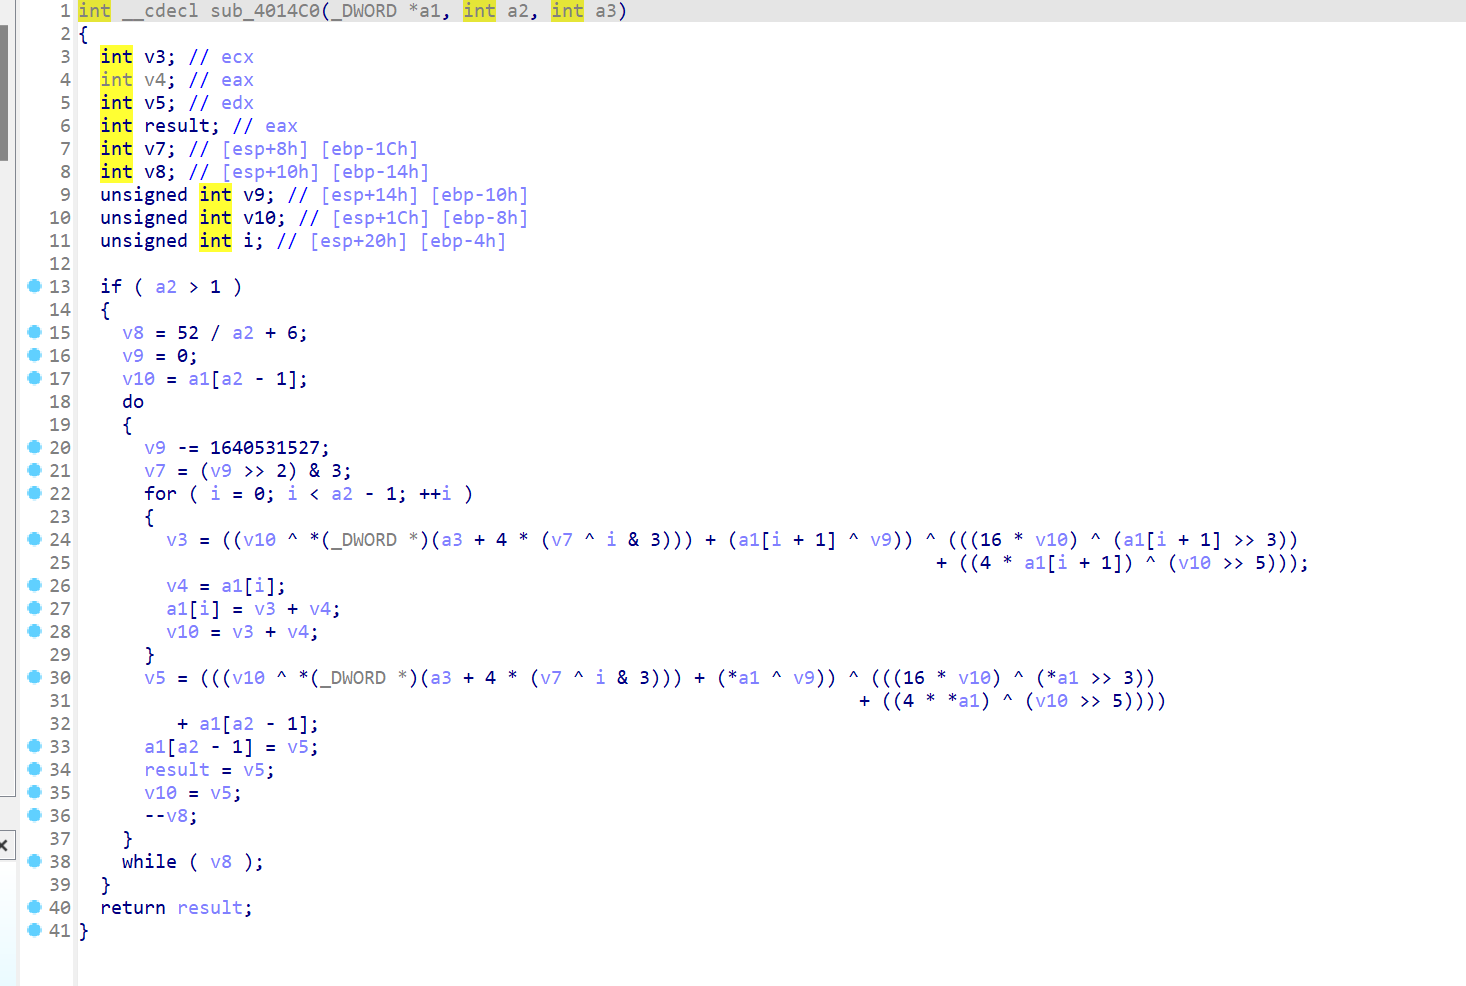 1 int __cdecl sub_4014C0(_DWORD *a1, int a2, int a3)
2 {
3   int v3; // ecx
4   int v4; // eax
5   int v5; // edx
6   int result; // eax
7   int v7; // [esp+8h] [ebp-1Ch]
8   int v8; // [esp+10h] [ebp-14h]
9   unsigned int v9; // [esp+14h] [ebp-10h]
10   unsigned int v10; // [esp+1Ch] [ebp-8h]
11   unsigned int i; // [esp+20h] [ebp-4h]
12
13   if ( a2 > 1 )
14   {
15     v8 = 52 / a2 + 6;
16     v9 = 0;
17     v10 = a1[a2 - 1];
18     do
19     {
20       v9 -= 1640531527;
21       v7 = (v9 >> 2) & 3;
22       for ( i = 0; i < a2 - 1; ++i )
23       {
24         v3 = ((v10 ^ *(_DWORD *)(a3 + 4 * (v7 ^ i & 3))) + (a1[i + 1] ^ v9)) ^ (((16 * v10) ^ (a1[i + 1] >> 3))
25                                                                               + ((4 * a1[i + 1]) ^ (v10 >> 5)));
26         v4 = a1[i];
27         a1[i] = v3 + v4;
28         v10 = v3 + v4;
29       }
30       v5 = (((v10 ^ *(_DWORD *)(a3 + 4 * (v7 ^ i & 3))) + (*a1 ^ v9)) ^ (((16 * v10) ^ (*a1 >> 3))
31                                                                        + ((4 * *a1) ^ (v10 >> 5))))
32          + a1[a2 - 1];
33       a1[a2 - 1] = v5;
34       result = v5;
35       v10 = v5;
36       --v8;
37     }
38     while ( v8 );
39   }
40   return result;
41 }